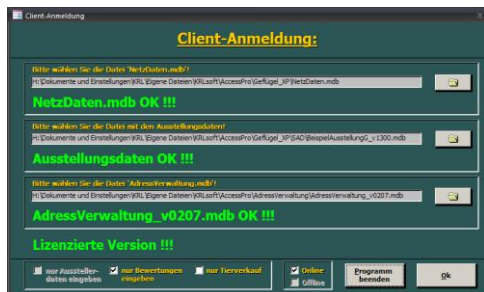 Client-Anmeldung
Client-Anmeldung:
Bitte wählen Sie die Datei 'NetzDaten.mdb'!
H:\Dokumente und Einstellungen\KRL\Eigene Dateien\KRLsoft\AccessPro\Geflügel_XP\NetzDaten.mdb
NetzDaten.mdb OK !!!
Bitte wählen Sie die Datei mit den Ausstellungsdaten!
H:\Dokumente und Einstellungen\KRL\Eigene Dateien\KRLsoft\AccessPro\Geflügel_XP\SAD\BeispielAusstellungG_v1300.mdb
Ausstellungsdaten OK !!!
Bitte wählen Sie die Datei 'AdressVerwaltung.mdb'!
H:\Dokumente und Einstellungen\KRL\Eigene Dateien\KRLsoft\AccessPro\AdressVerwaltung\AdressVerwaltung_v0207.mdb
AdressVerwaltung_v0207.mdb OK !!!
Lizenzierte Version !!!
nur Aussteller-
daten eingeben
nur Bewertungen
eingeben
nur Tierverkauf
Online
Offline
Programm
beenden
Ok